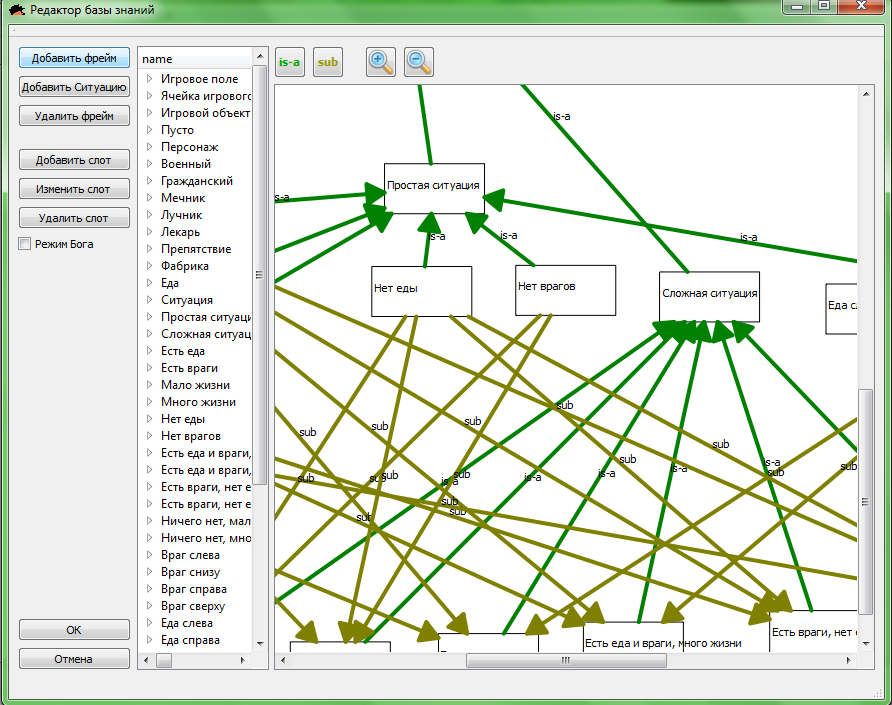 Редактор базы знаний
Добавить фрейм
Добавить Ситуацию
Удалить фрейм
Добавить слот
Изменить слот
Удалить слот
Режим Бога
OK
Отмена
name
Игровое поле
Ячейка игровог
Игровой объект
Пусто
Персонаж
Военный
Гражданский
Мечник
Лучник
Лекарь
Препятствие
Фабрика
Еда
Ситуация
Простая ситуаци
Сложная ситуац
Есть еда
Есть враги
Мало жизни
Много жизни
Нет еды
Нет врагов
Есть еда и враги,
Есть еда и враги,
Есть враги, нет е
Есть враги, нет е
Ничего нет, мал
Ничего нет, мно
Враг слева
Враг снизу
Враг справа
Враг сверху
Еда слева
Еда справа
is-a
sub
is-a
Простая ситуация
is-a
is-a
is-a
is-a
Нет еды
Нет врагов
Сложная ситуация
Еда сл
sub
sub
sub
sub
sub
sub
sub
sub
sub
sub
is-a
is-a
is-a
sub
is-a
is-a
sub
sub
sub
sub
sub
Есть еда и враги, много жизни
Есть враги, нет